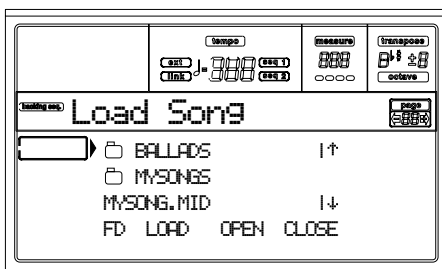 tempo measure transpose
ext seq 1
link seq 2
octave
backing seq. Load Song page
BALLADS
MYSONGS
MYSONG.MID
FD LOAD OPEN CLOSE